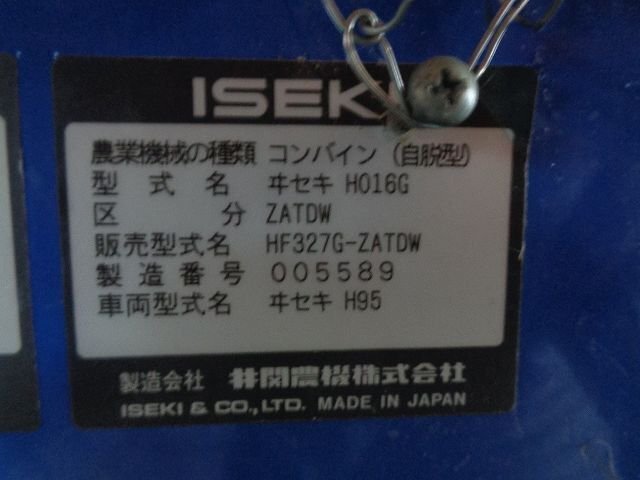 ISEKI
農業機械の種類 コンバイン (自脱型)
型式名 ヰセキ HO16G
区分 ZATDW
販売型式名 HF327G-ZATDW
製造番号 005589
車両型式名 ヰセキ H95
製造会社 井関農機株式会社
ISEKI & CO., LTD. MADE IN JAPAN